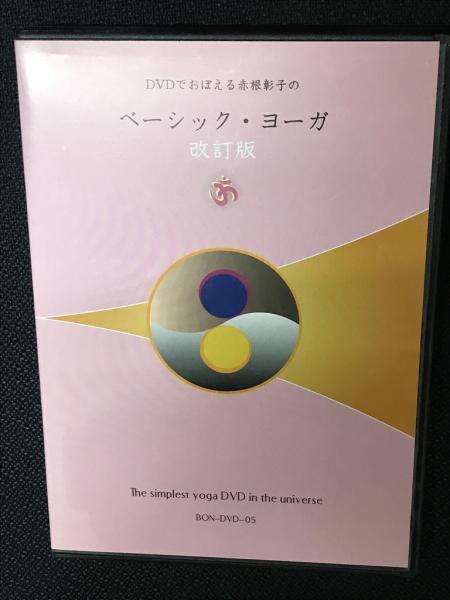 DVDでおぼえる赤根彰子の
ベーシック・ヨーガ
改訂版
ॐ
The simplest yoga DVD in the universe
BON-DVD-05